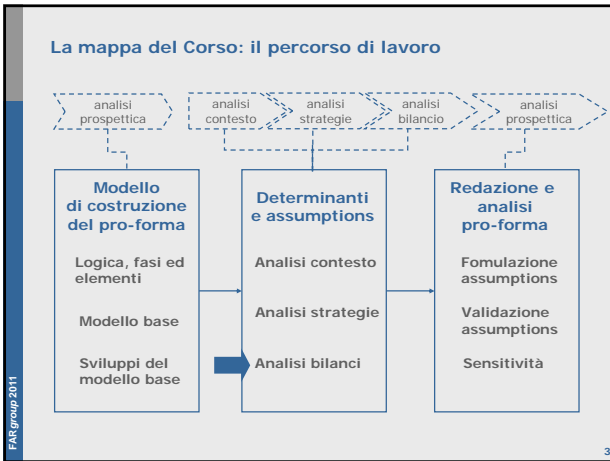 La mappa del Corso: il percorso di lavoro
analisi
prospettica
analisi
contesto
analisi
strategie
analisi
bilancio
analisi
prospettica
Modello
di costruzione
del pro-forma
Logica, fasi ed
elementi
Modello base
Sviluppi del
modello base
Determinanti
e assumptions
Analisi contesto
Analisi strategie
Analisi bilanci
Redazione e
analisi
pro-forma
Fomulazione
assumptions
Validazione
assumptions
Sensitività
FARgroup 2011
3